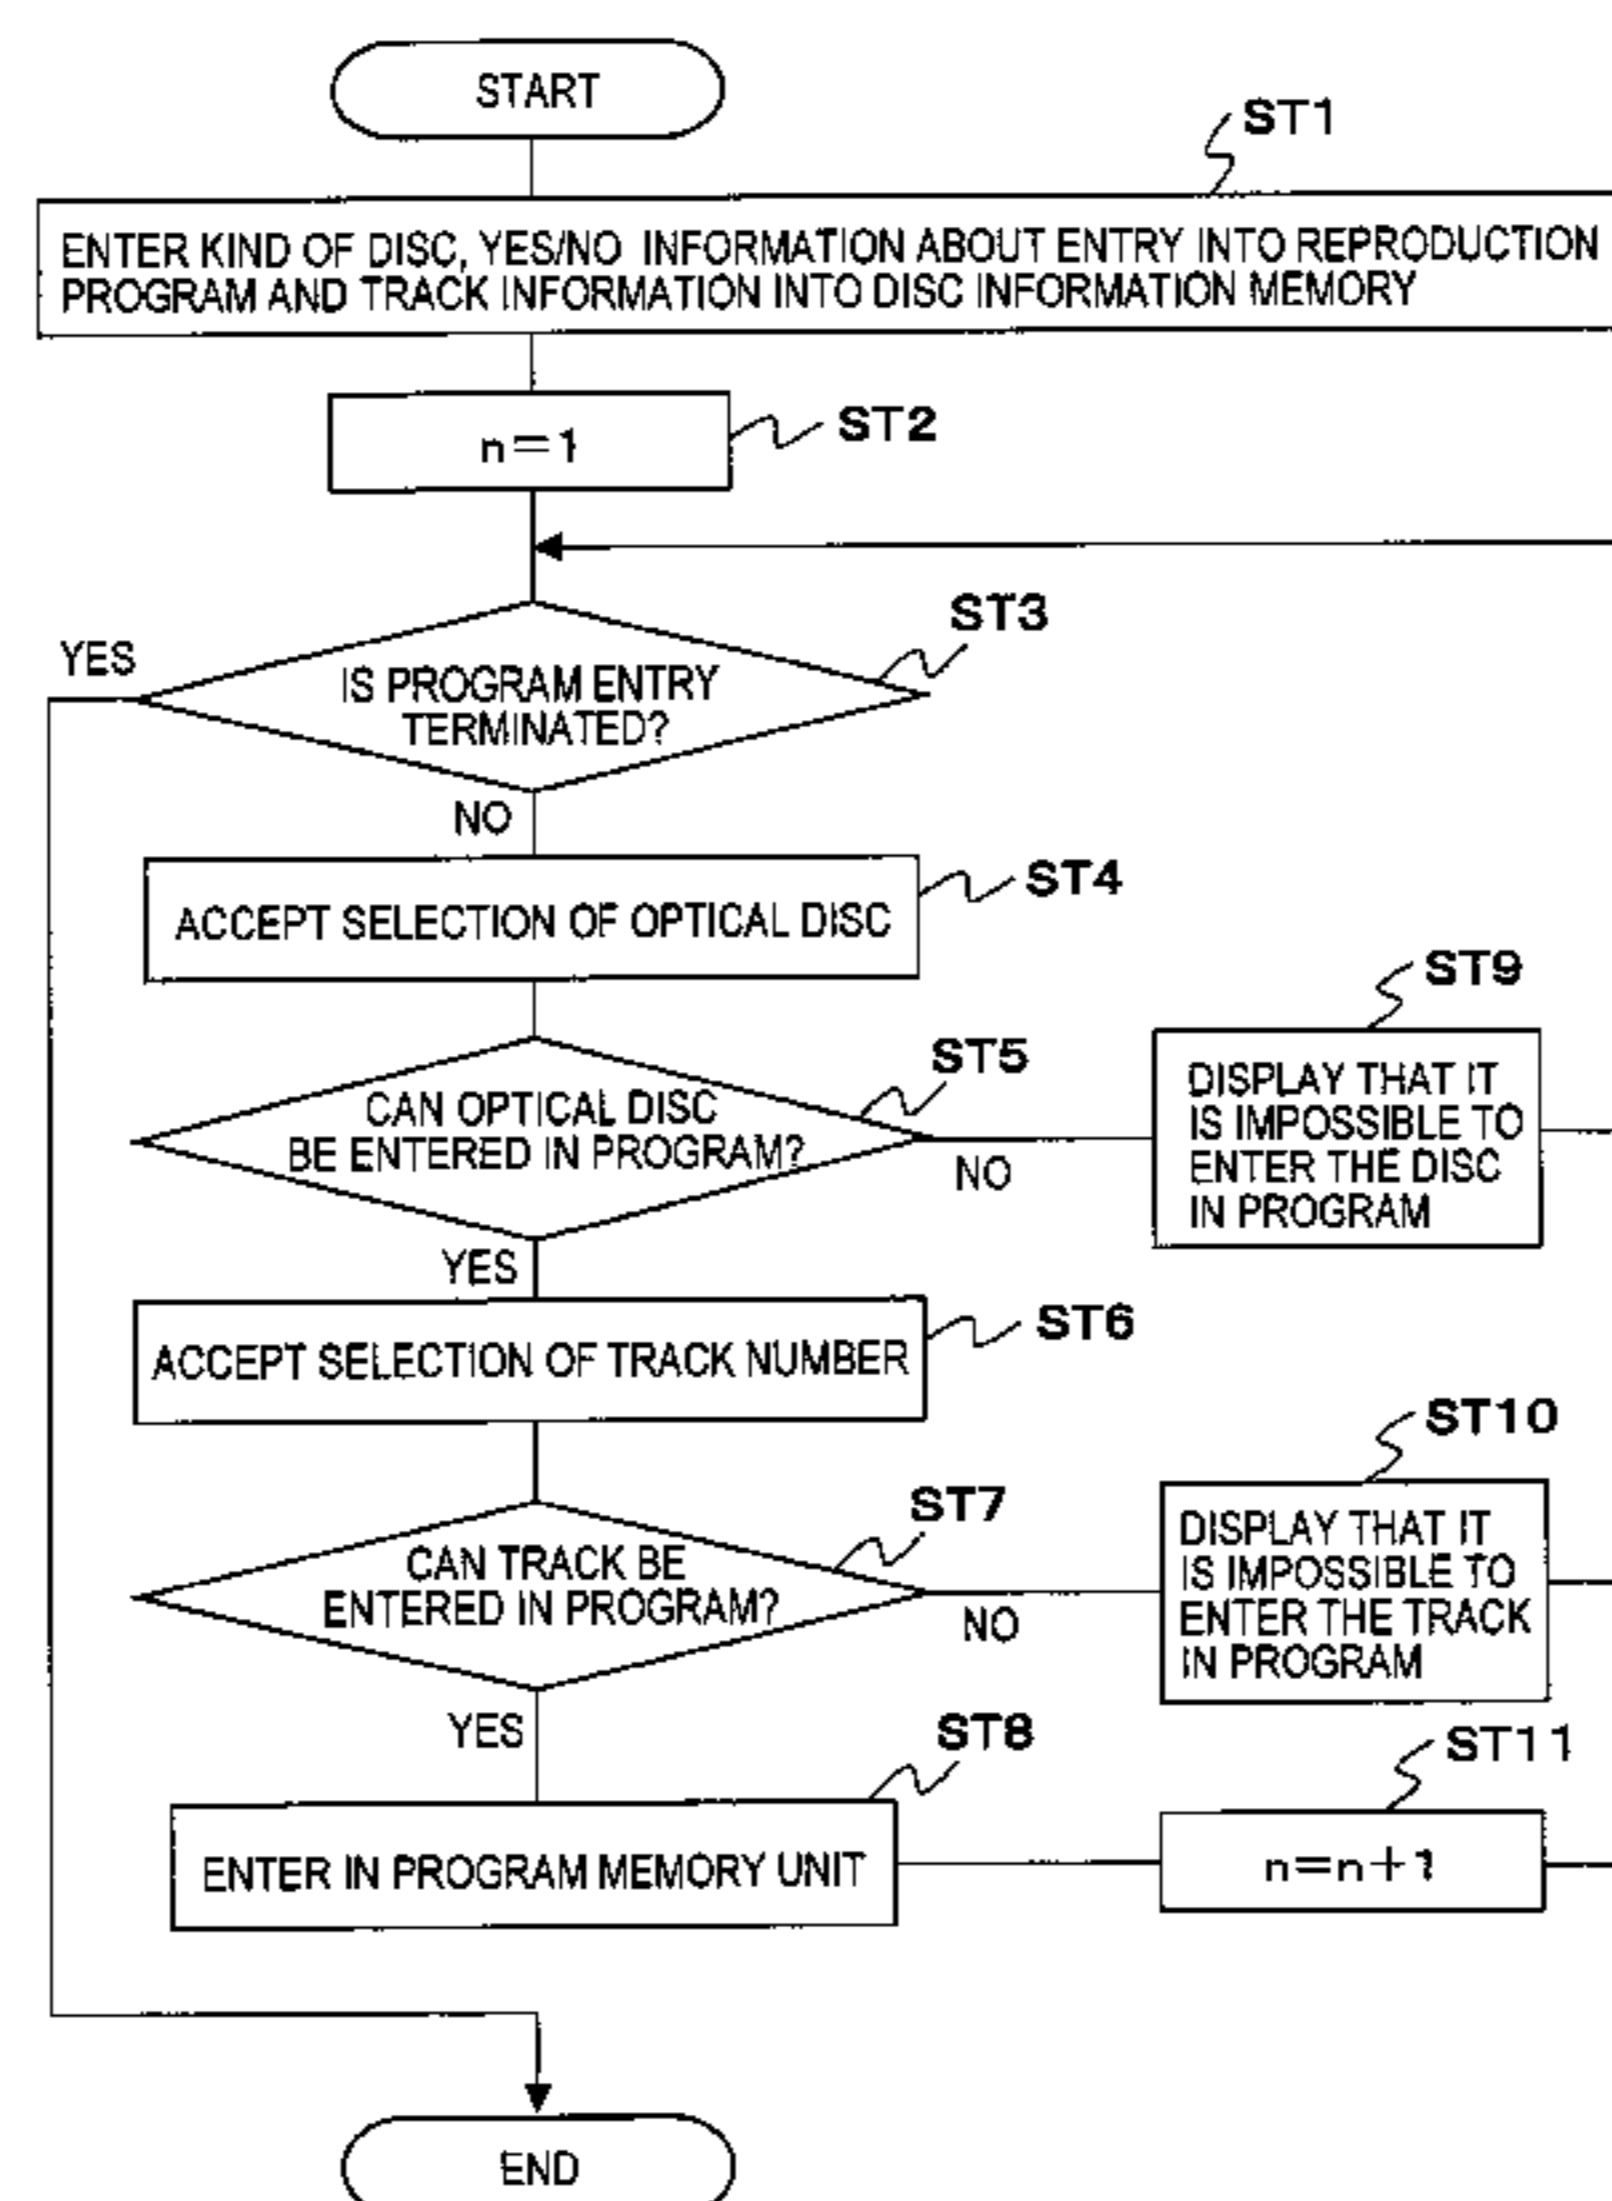 START
ST1
ENTER KIND OF DISC, YES/NO INFORMATION ABOUT ENTRY INTO REPRODUCTION
PROGRAM AND TRACK INFORMATION INTO DISC INFORMATION MEMORY
n=1
ST2
ST3
YES
IS PROGRAM ENTRY
TERMINATED?
NO
ST4
ACCEPT SELECTION OF OPTICAL DISC
ST5
CAN OPTICAL DISC
BE ENTERED IN PROGRAM?
NO
ST9
DISPLAY THAT IT
IS IMPOSSIBLE TO
ENTER THE DISC
IN PROGRAM
YES
ST6
ACCEPT SELECTION OF TRACK NUMBER
ST7
CAN TRACK BE
ENTERED IN PROGRAM?
NO
ST10
DISPLAY THAT IT
IS IMPOSSIBLE TO
ENTER THE TRACK
IN PROGRAM
YES
ST8
ENTER IN PROGRAM MEMORY UNIT
ST11
n=n+1
END